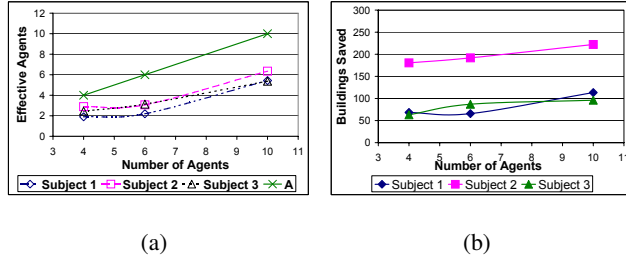 12
10
8
6
4
2
0
Effective Agents
3 4 5 6 7 8 9 10 11
Number of Agents
Subject 1 Subject 2 Subject 3 A
(a)
300
250
200
150
100
50
0
Buildings Saved
3 4 5 6 7 8 9 10 11
Number of Agents
Subject 1 Subject 2 Subject 3
(b)